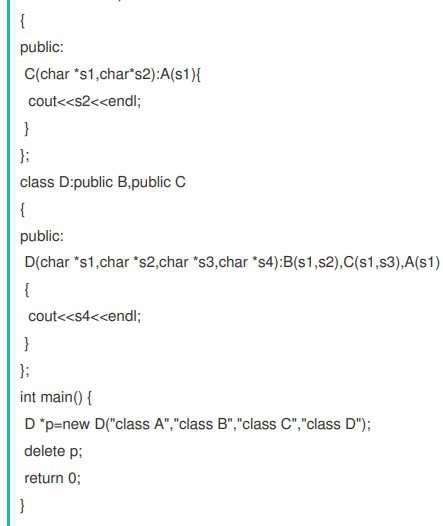 {
public:
C(char *s1,char*s2):A(s1){
cout<<s2<<endl;
}
};
class D:public B,public C
{
public:
D(char *s1,char *s2,char *s3,char *s4):B(s1,s2),C(s1,s3),A(s1)
{
cout<<s4<<endl;
}
};
int main() {
D *p=new D("class A","class B","class C","class D");
delete p;
return 0;
}